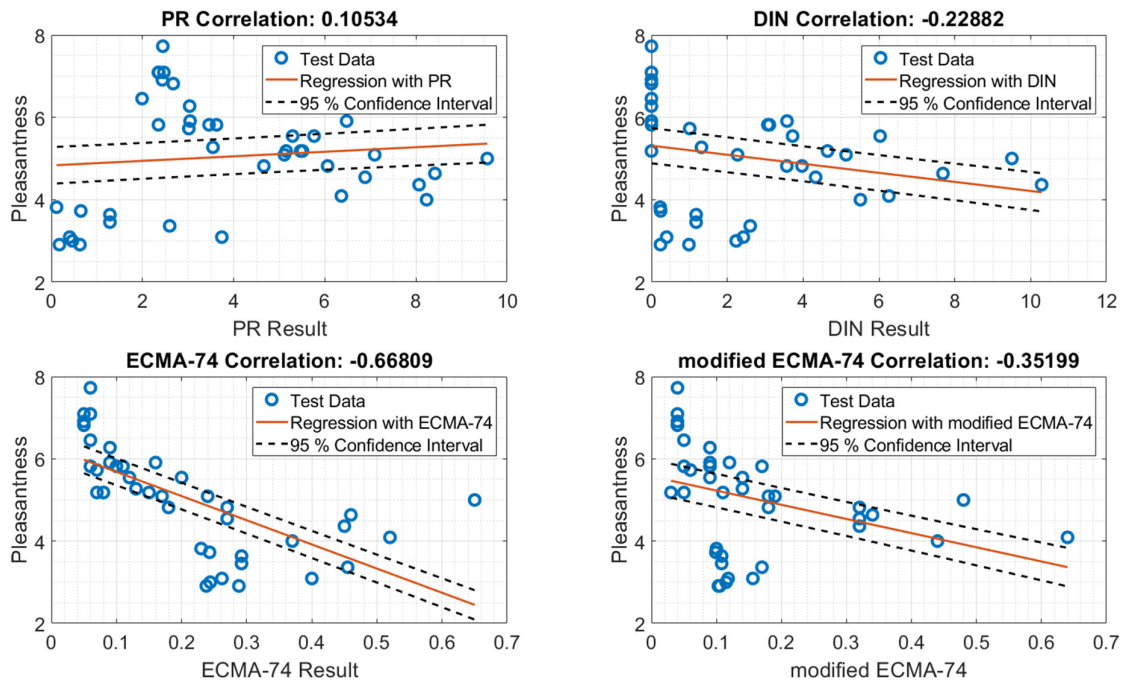 PR Correlation: 0.10534
8
6
4
2
Pleasantness
Test Data
Regression with PR
95 % Confidence Interval
0 2 4 6 8 10
PR Result
DIN Correlation: -0.22882
8
6
4
2
Pleasantness
Test Data
Regression with DIN
95 % Confidence Interval
0 2 4 6 8 10 12
DIN Result
ECMA-74 Correlation: -0.66809
8
6
4
2
Pleasantness
Test Data
Regression with ECMA-74
95 % Confidence Interval
0 0.1 0.2 0.3 0.4 0.5 0.6 0.7
ECMA-74 Result
modified ECMA-74 Correlation: -0.35199
8
6
4
2
Pleasantness
Test Data
Regression with modified ECMA-74
95 % Confidence Interval
0 0.1 0.2 0.3 0.4 0.5 0.6 0.7
modified ECMA-74